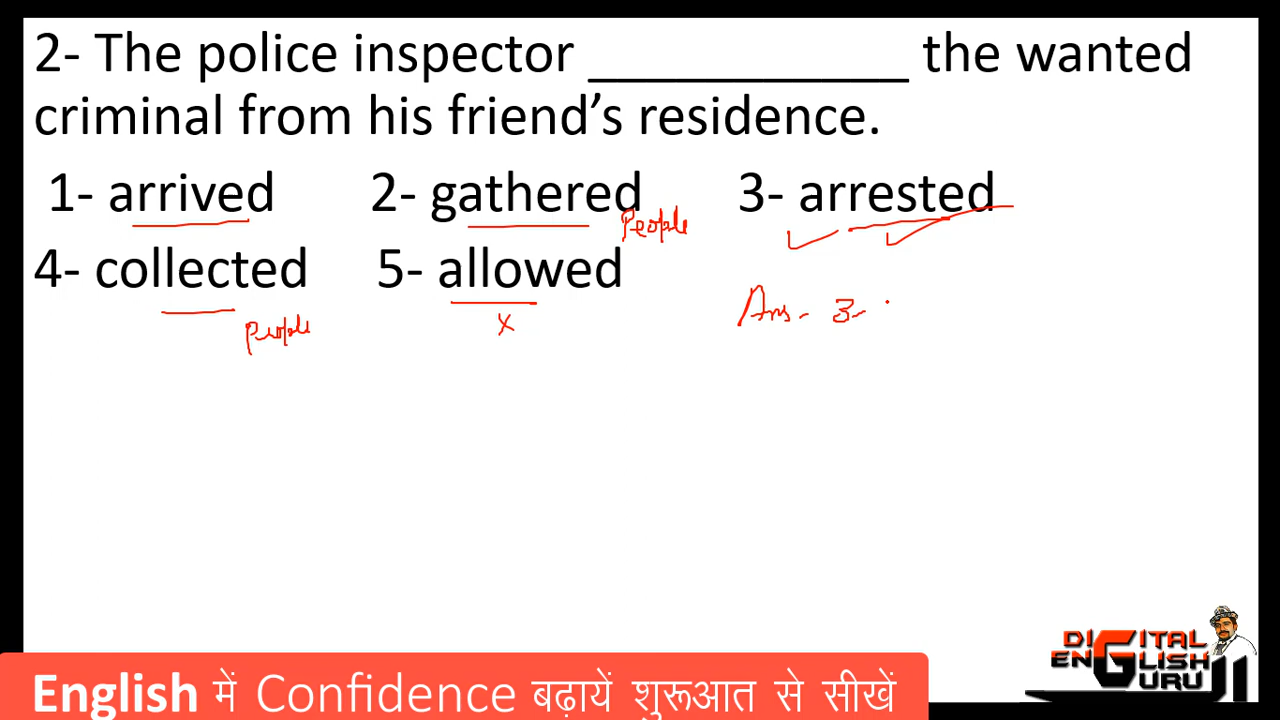 2- The police inspector ____________ the wanted
criminal from his friend’s residence.
1- arrived 2- gathered 3- arrested
People
4- collected 5- allowed
People x Ans - 3-
DIGITAL
ENGLISH
GURU
English में Confidence बढ़ायें शुरूआत से सीखें